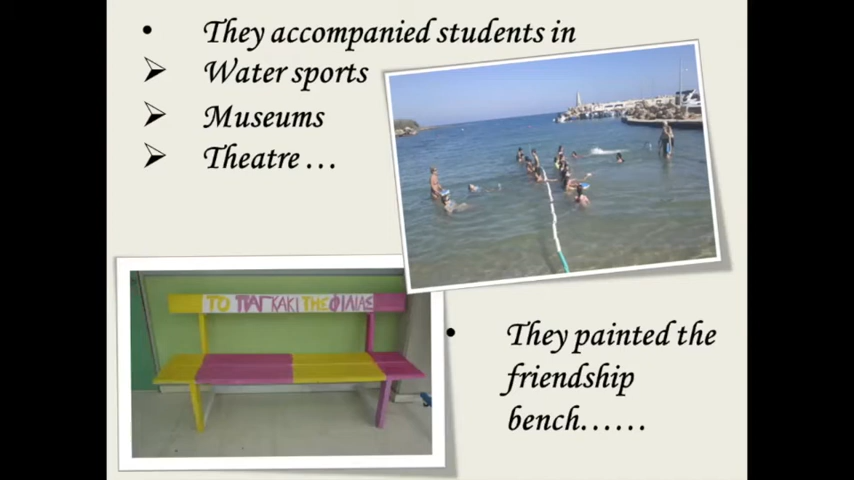 • They accompanied students in
➢ Water sports
➢ Museums
➢ Theatre …
ΤΟ ΠΑΓΚΑΚΙ ΤΗΣ ΦΙΛΙΑΣ
• They painted the
friendship
bench……